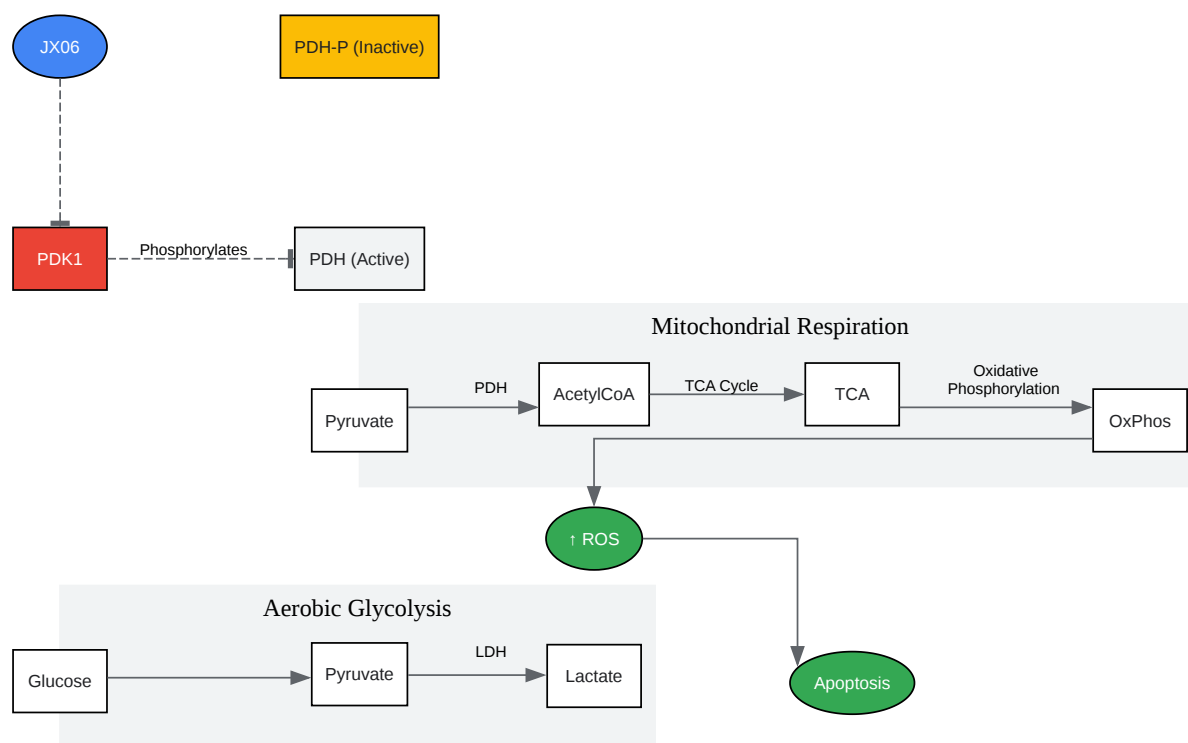 JX06
PDH-P (Inactive)
PDK1
Phosphorylates
PDH (Active)
Mitochondrial Respiration
Pyruvate
PDH
AcetylCoA
TCA Cycle
TCA
Oxidative
Phosphorylation
OxPhos
↑ ROS
Aerobic Glycolysis
Glucose
Pyruvate
LDH
Lactate
Apoptosis